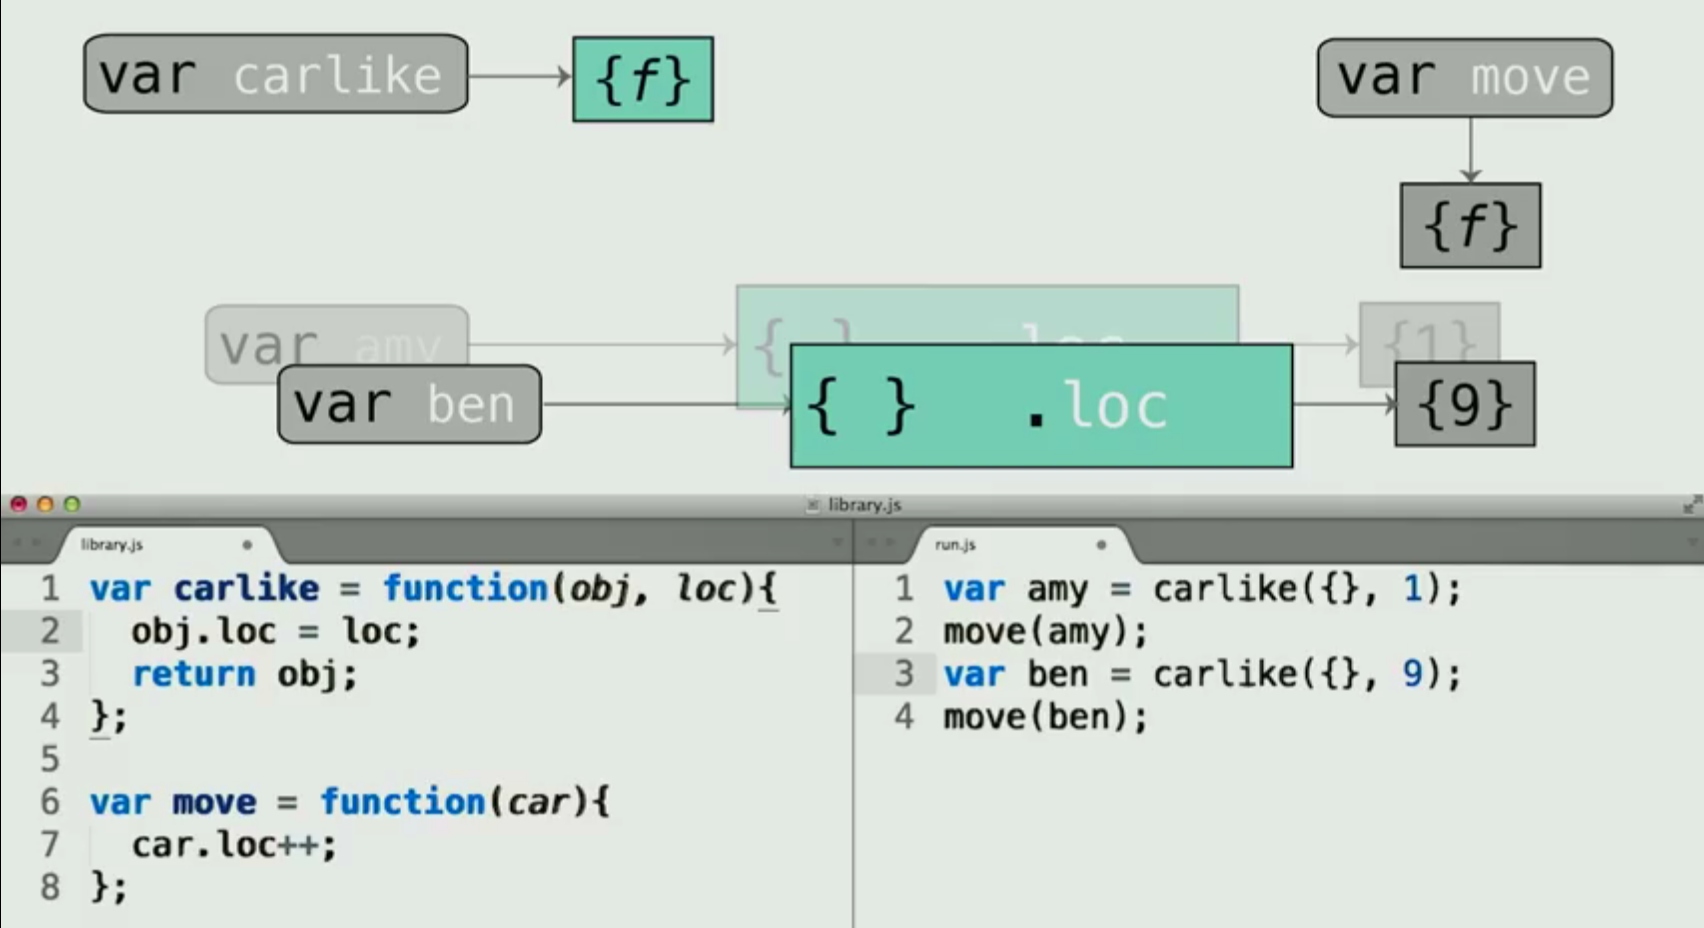 var carlike
{f}
var move
{f}
var amy
{ } .loc
{1}
var ben
{ } .loc
{9}
library.js
library.js
run.js
1 var carlike = function(obj, loc){
2 obj.loc = loc;
3 return obj;
4 };
5
6 var move = function(car){
7 car.loc++;
8 };
1 var amy = carlike({}, 1);
2 move(amy);
3 var ben = carlike({}, 9);
4 move(ben);